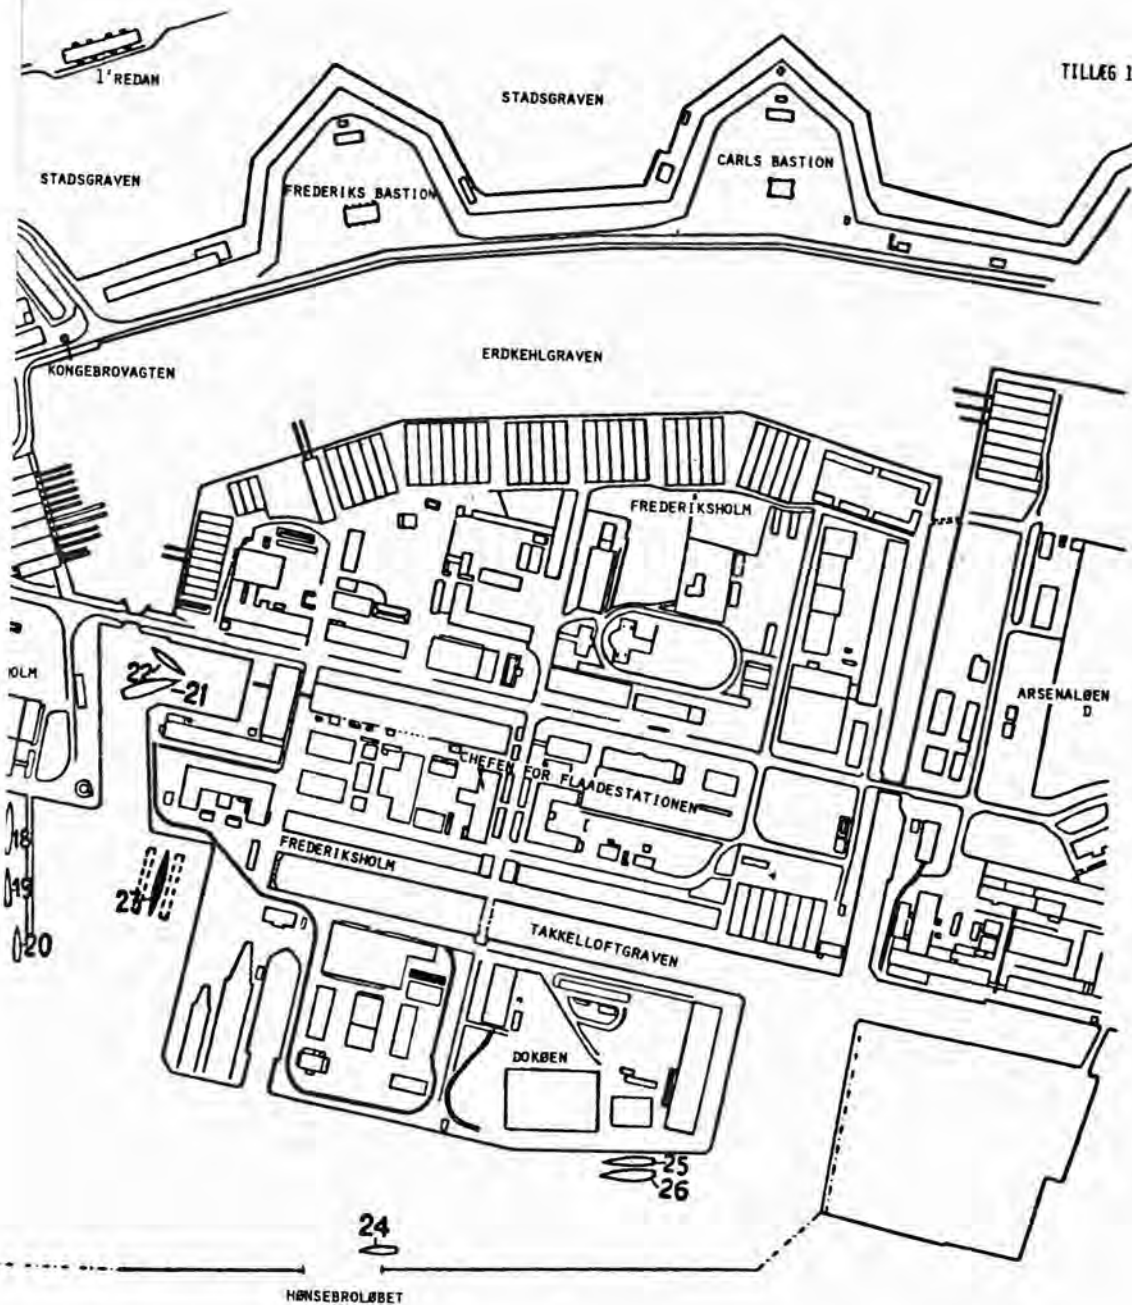 1'REDAN
STADSGRAVEN
TILLÆG 1
STADSGRAVEN
FREDERIKS BASTION
CARLS BASTION
KONGEBROVAGTEN
ERDKEHLGRAVEN
FREDERIKSHOLM
22
21
OLM
ARSENALØEN
D
CHEFEN FOR FLAADESTATIONEN
18
FREDERIKSHOLM
19
23
20
TAKKELLOFTGRAVEN
DOKØEN
25
26
24
HØNSEBROLØBET